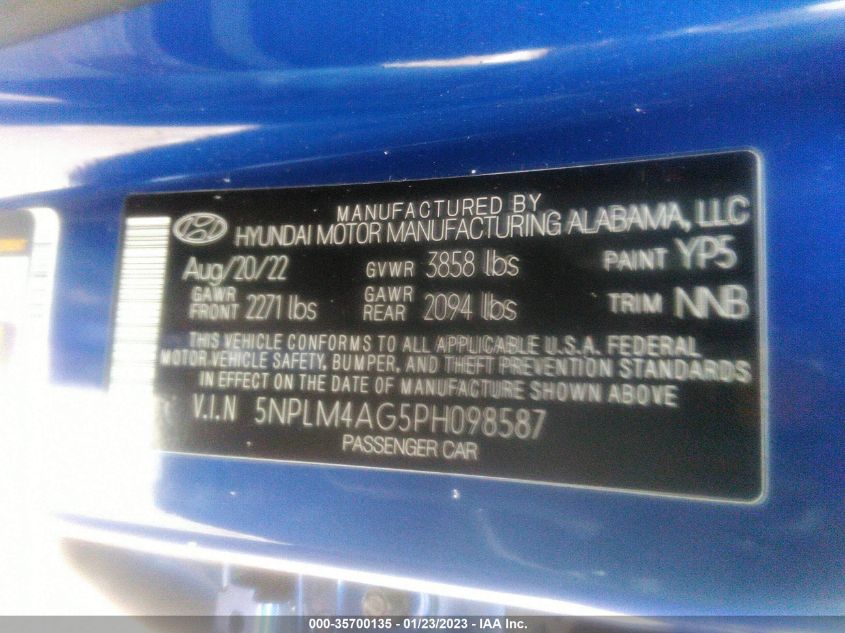 MANUFACTURED BY
HYUNDAI MOTOR MANUFACTURING ALABAMA, LLC
Aug/20/22 GVWR 3858 lbs PAINT YP5
GAWR FRONT 2271 lbs GAWR REAR 2094 lbs TRIM NNB
THIS VEHICLE CONFORMS TO ALL APPLICABLE U.S.A. FEDERAL
MOTOR VEHICLE SAFETY, BUMPER, AND THEFT PREVENTION STANDARDS
IN EFFECT ON THE DATE OF MANUFACTURE SHOWN ABOVE
V.I.N 5NPLM4AG5PH098587
PASSENGER CAR
000-35700135 - 01/23/2023 - IAA Inc.